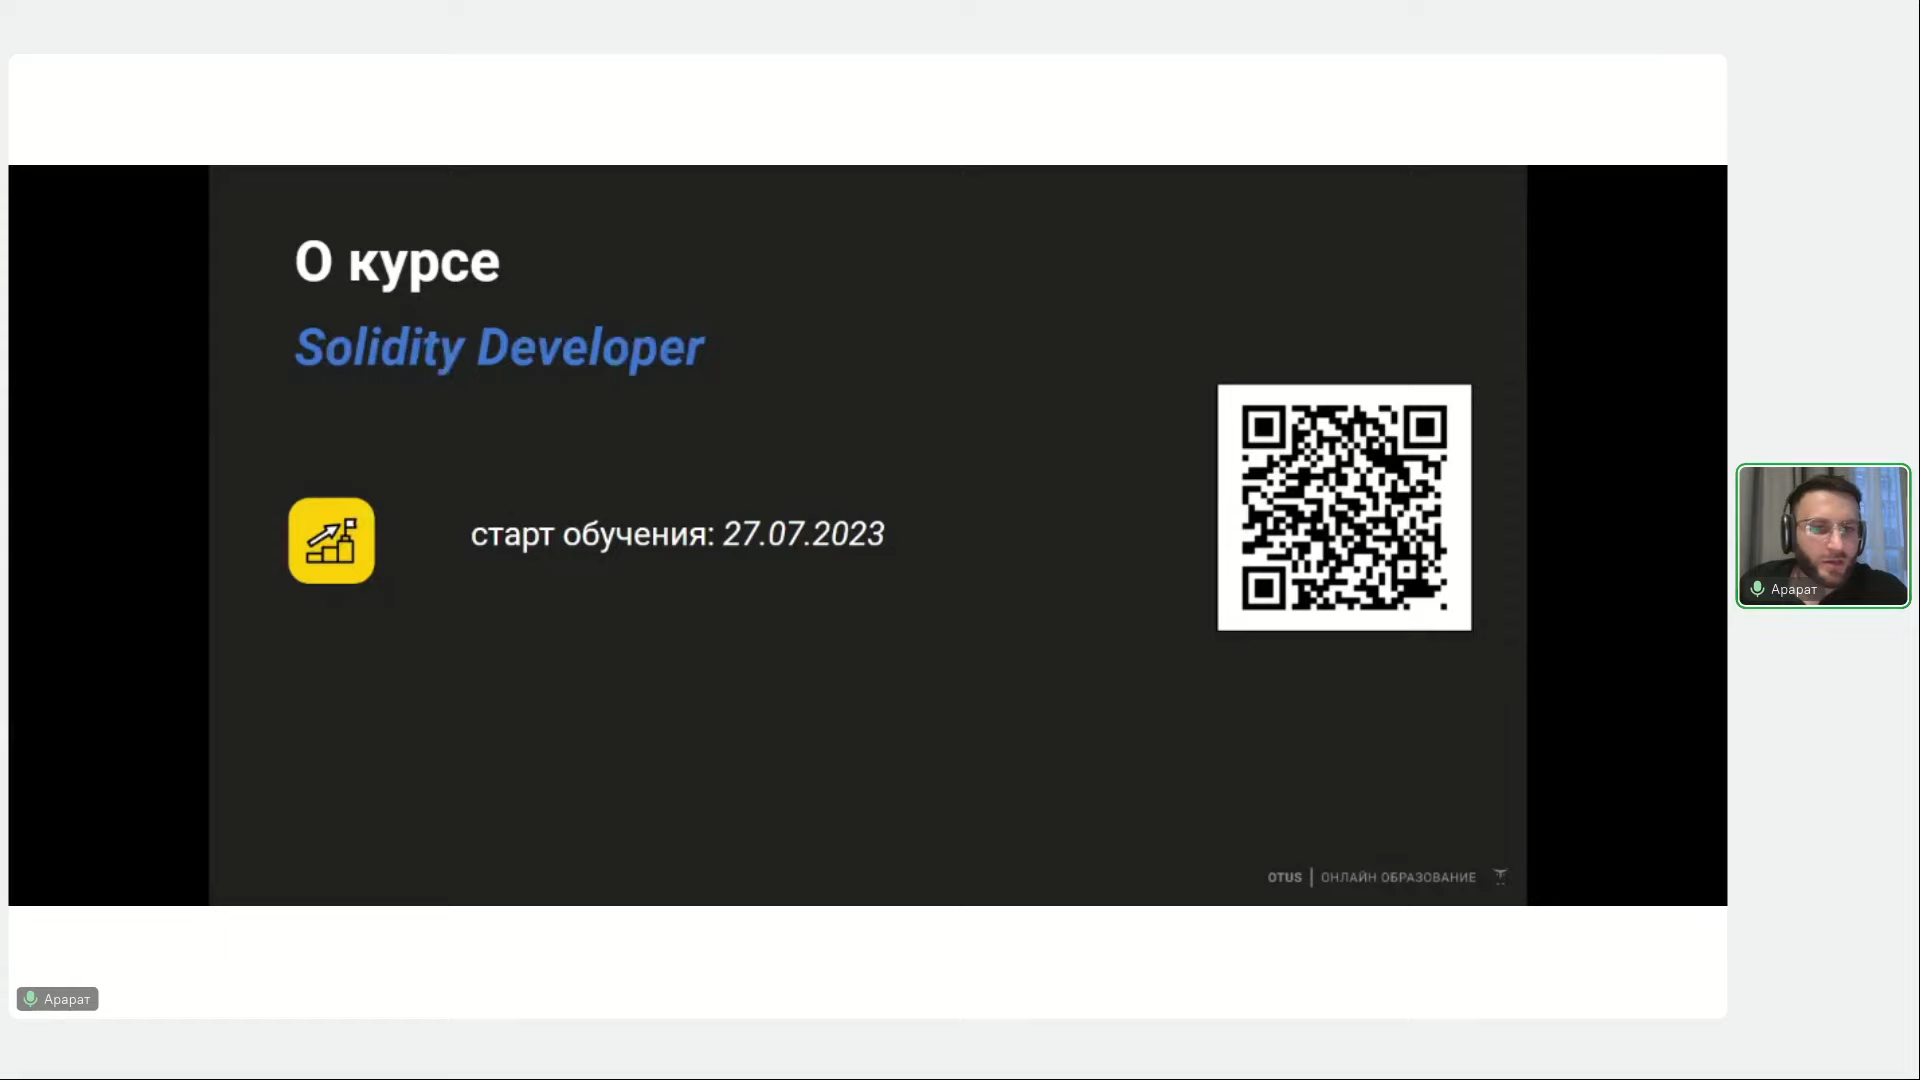 О курсе
Solidity Developer
старт обучения: 27.07.2023
OTUS | ОНЛАЙН ОБРАЗОВАНИЕ
Арарат
Арарат